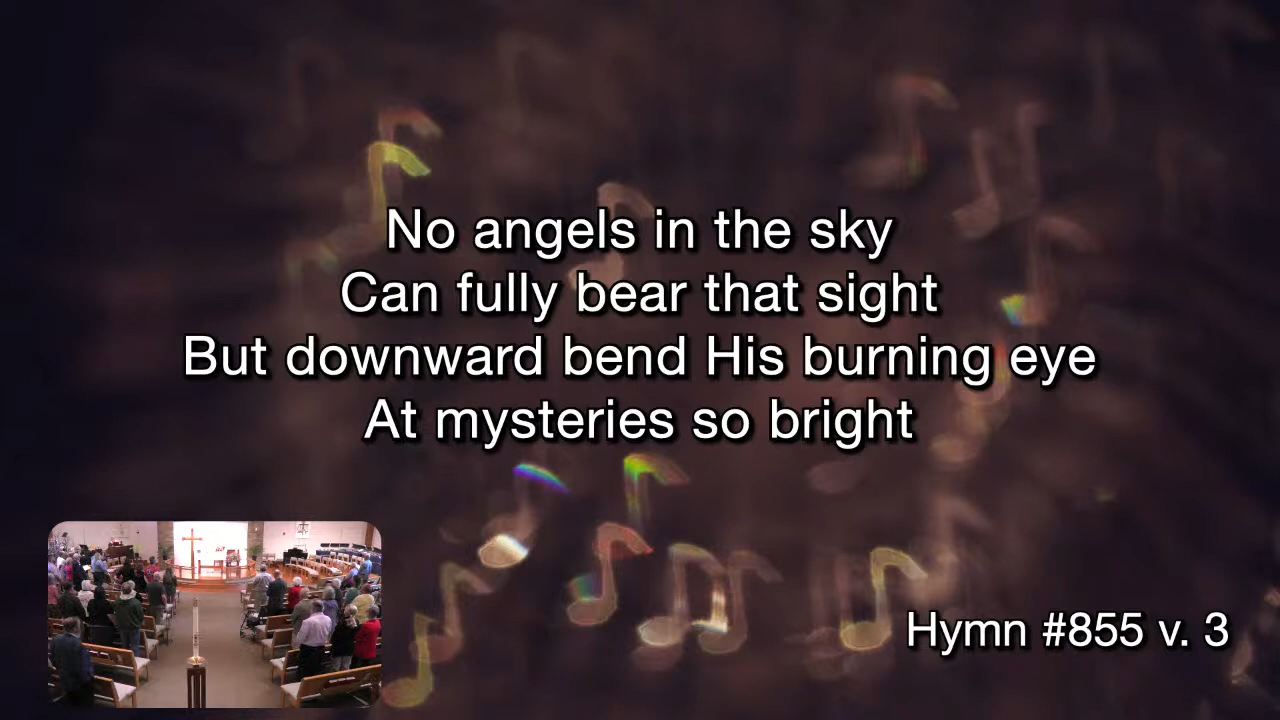 No angels in the sky
Can fully bear that sight
But downward bend His burning eye
At mysteries so bright
Hymn #855 v. 3